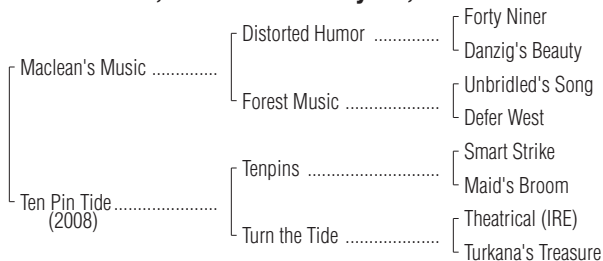 Forty Niner
Distorted Humor ..............
Danzig's Beauty
Maclean's Music ..............
Unbridled's Song
Forest Music ....................
Defer West
Smart Strike
Tenpins ............................
Maid's Broom
Ten Pin Tide ......................
(2008)
Theatrical (IRE)
Turn the Tide ....................
Turkana's Treasure